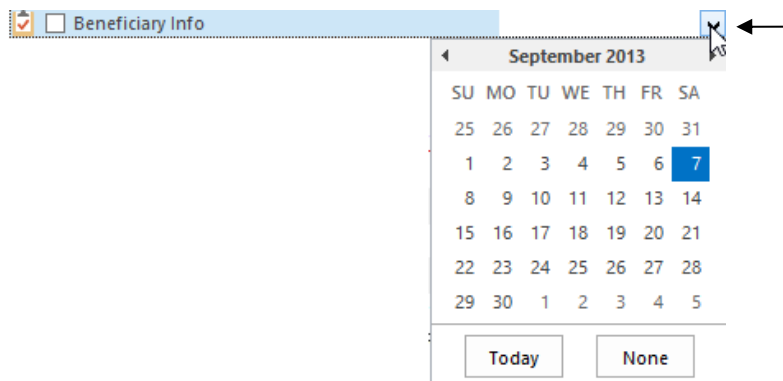 Beneficiary Info
September 2013
SU MO TU WE TH FR SA
25 26 27 28 29 30 31
1 2 3 4 5 6 7
8 9 10 11 12 13 14
15 16 17 18 19 20 21
22 23 24 25 26 27 28
29 30 1 2 3 4 5
Today None